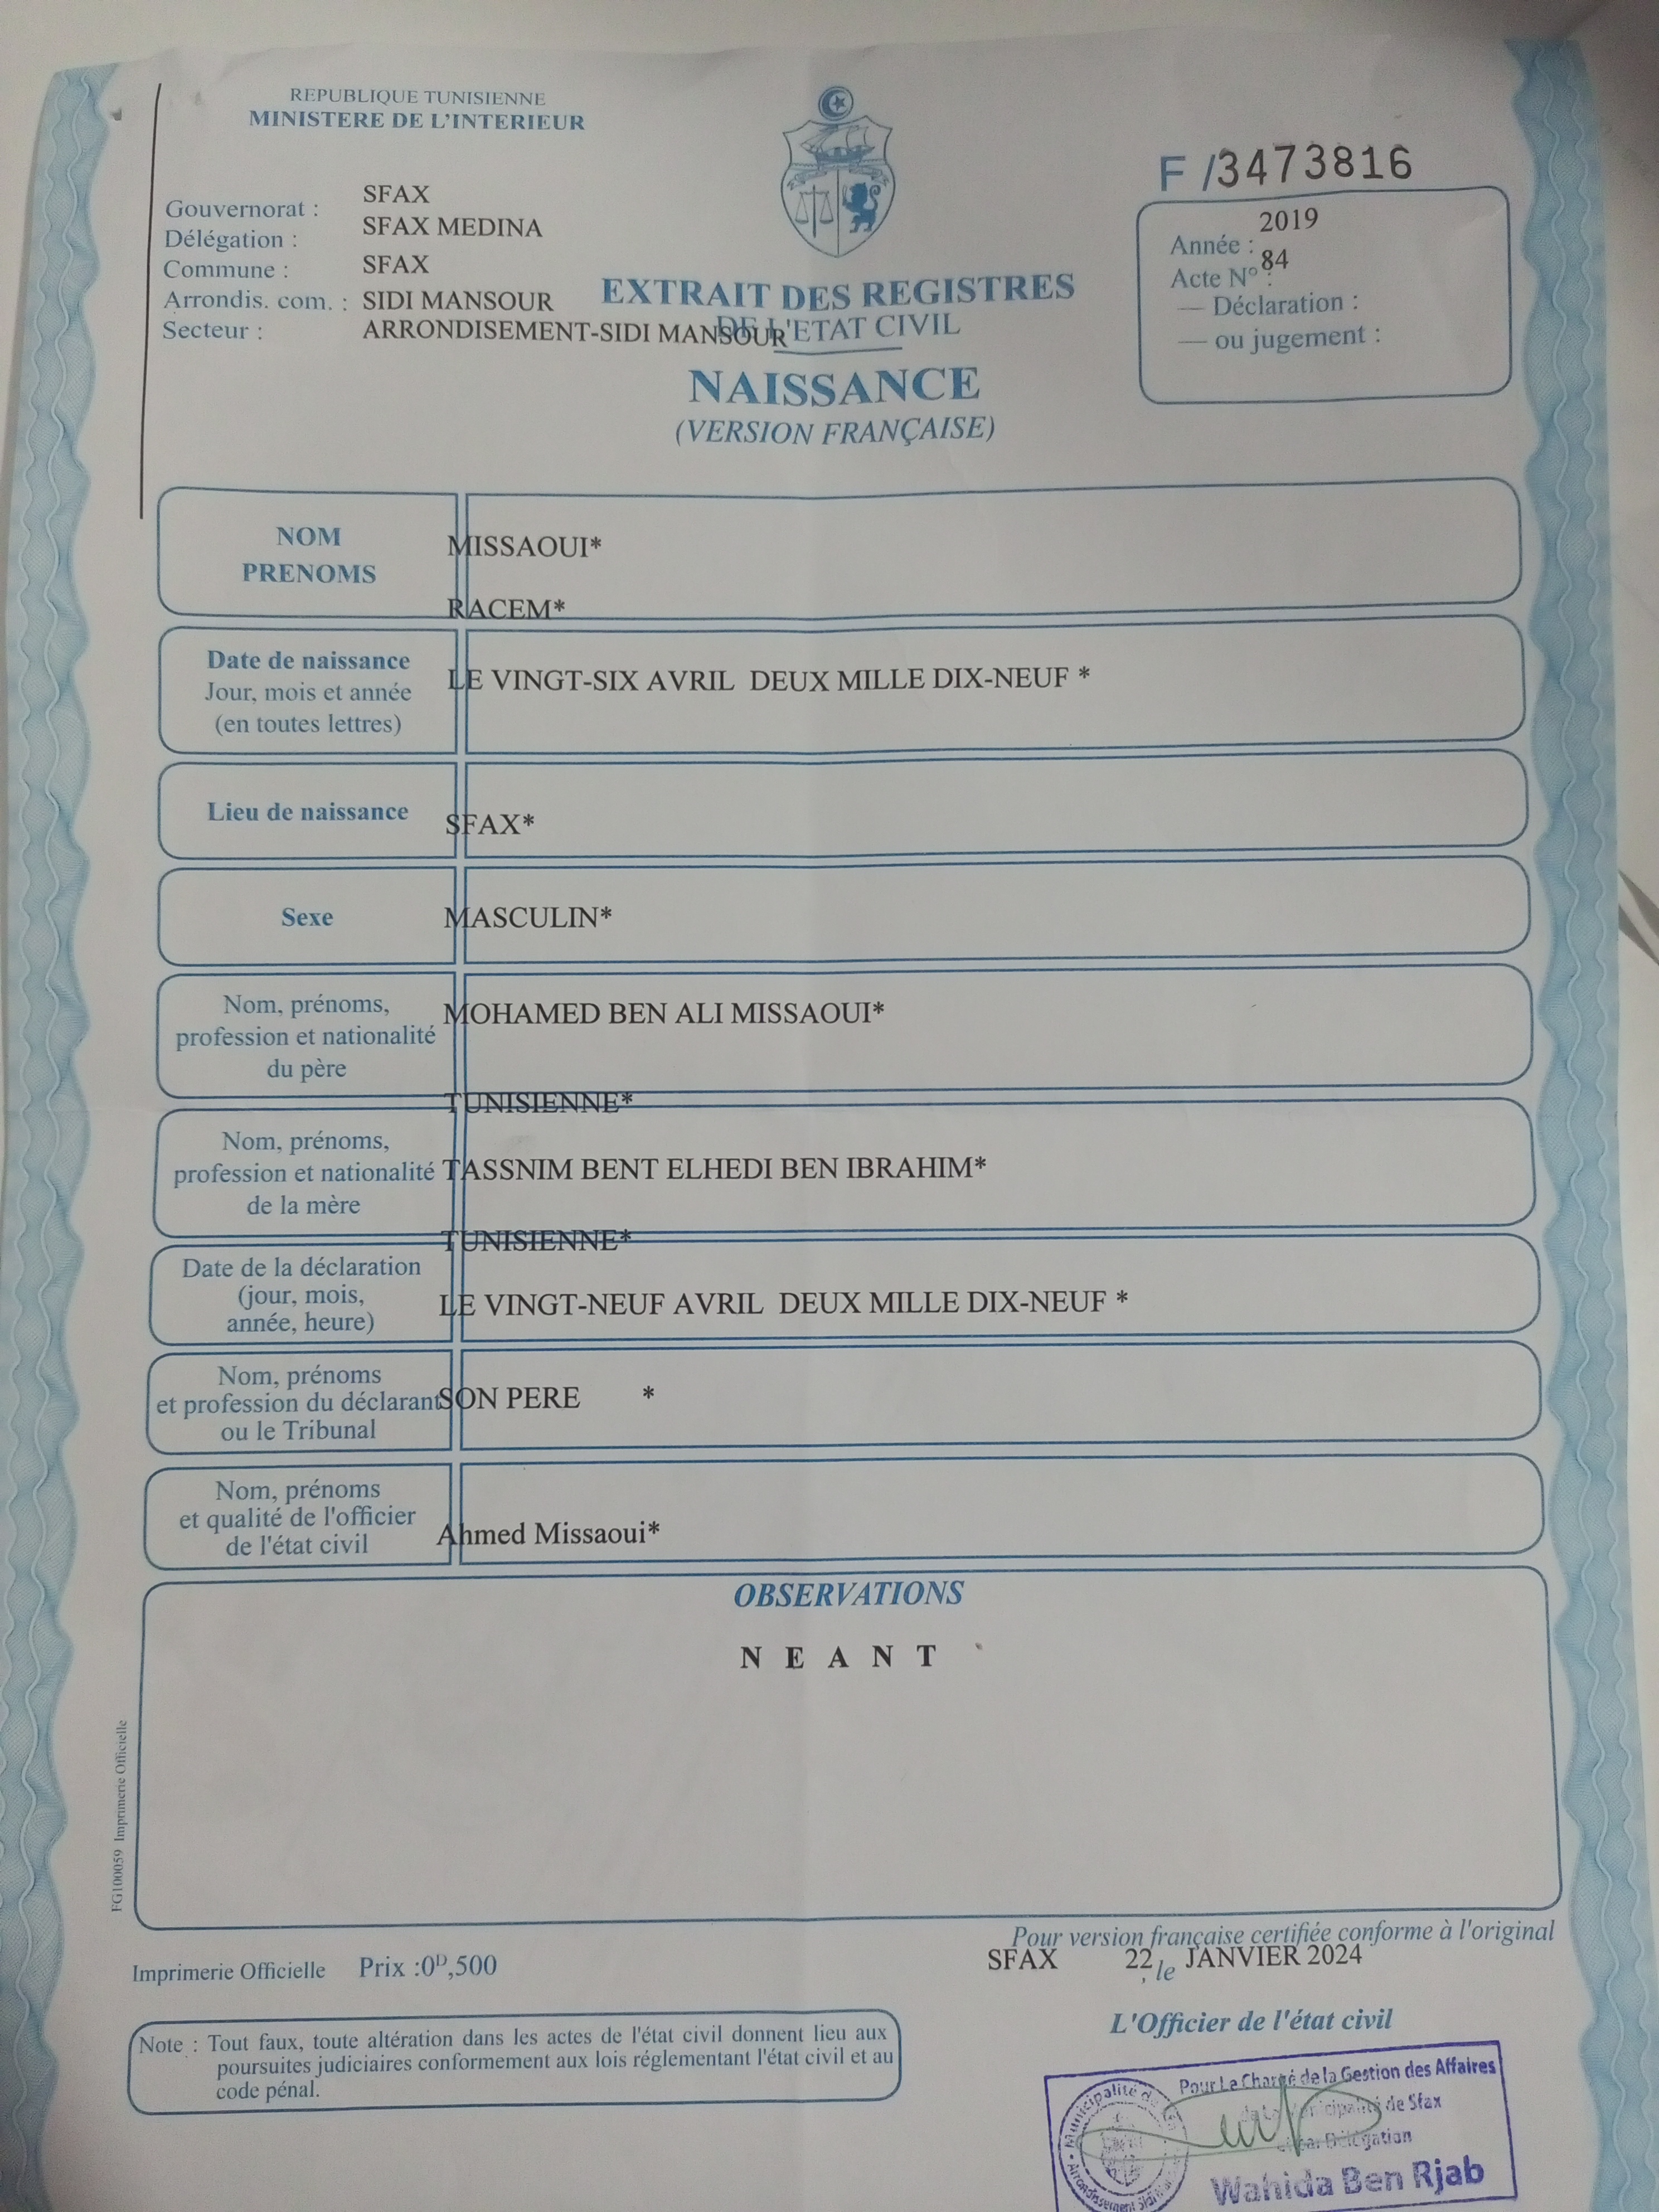 REPUBLIQUE TUNISIENNE
MINISTERE DE L'INTERIEUR
F /3473816
Gouvernorat : SFAX
Délégation : SFAX MEDINA
Commune : SFAX
Arrondis. com. : SIDI MANSOUR
Secteur : ARRONDISEMENT-SIDI MANSOUR
Année : 2019
Acte N° : 84
— Déclaration :
— ou jugement :
EXTRAIT DES REGISTRES
DE L'ETAT CIVIL
NAISSANCE
(VERSION FRANÇAISE)
NOM
PRENOMS
MISSAOUI*
RACEM*
Date de naissance
Jour, mois et année
(en toutes lettres)
LE VINGT-SIX AVRIL DEUX MILLE DIX-NEUF *
Lieu de naissance
SFAX*
Sexe
MASCULIN*
Nom, prénoms,
profession et nationalité
du père
MOHAMED BEN ALI MISSAOUI*
TUNISIENNE*
Nom, prénoms,
profession et nationalité
de la mère
TASSNIM BENT ELHEDI BEN IBRAHIM*
TUNISIENNE*
Date de la déclaration
(jour, mois,
année, heure)
LE VINGT-NEUF AVRIL DEUX MILLE DIX-NEUF *
Nom, prénoms
et profession du déclarant
ou le Tribunal
SON PERE *
Nom, prénoms
et qualité de l'officier
de l'état civil
Ahmed Missaoui*
OBSERVATIONS
N E A N T
FG100059 Imprimerie Officielle
Pour version française certifiée conforme à l'original
SFAX 22 le JANVIER 2024
Imprimerie Officielle Prix :0D,500
L'Officier de l'état civil
Note : Tout faux, toute altération dans les actes de l'état civil donnent lieu aux
poursuites judiciaires conformement aux lois réglementant l'état civil et au
code pénal.
Pour Le Chargé de la Gestion des Affaires
de la Municipalité de Sfax
et par Délégation
Wahida Ben Rjab
Municipalité de
Arrondissement